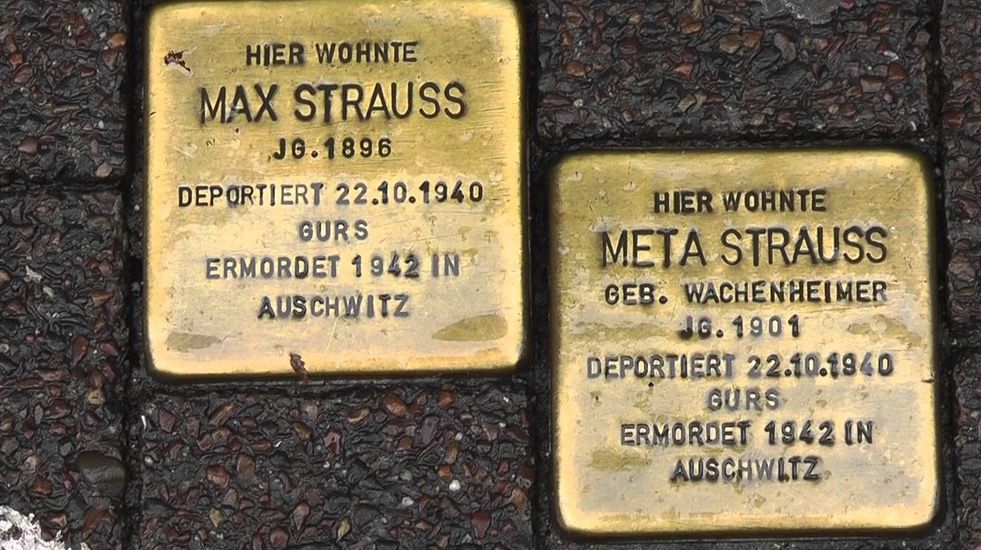 HIER WOHNTE
MAX STRAUSS
JG. 1896
DEPORTIERT 22.10.1940
GURS
ERMORDET 1942 IN
AUSCHWITZ
HIER WOHNTE
META STRAUSS
GEB. WACHENHEIMER
JG. 1901
DEPORTIERT 22.10.1940
GURS
ERMORDET 1942 IN
AUSCHWITZ